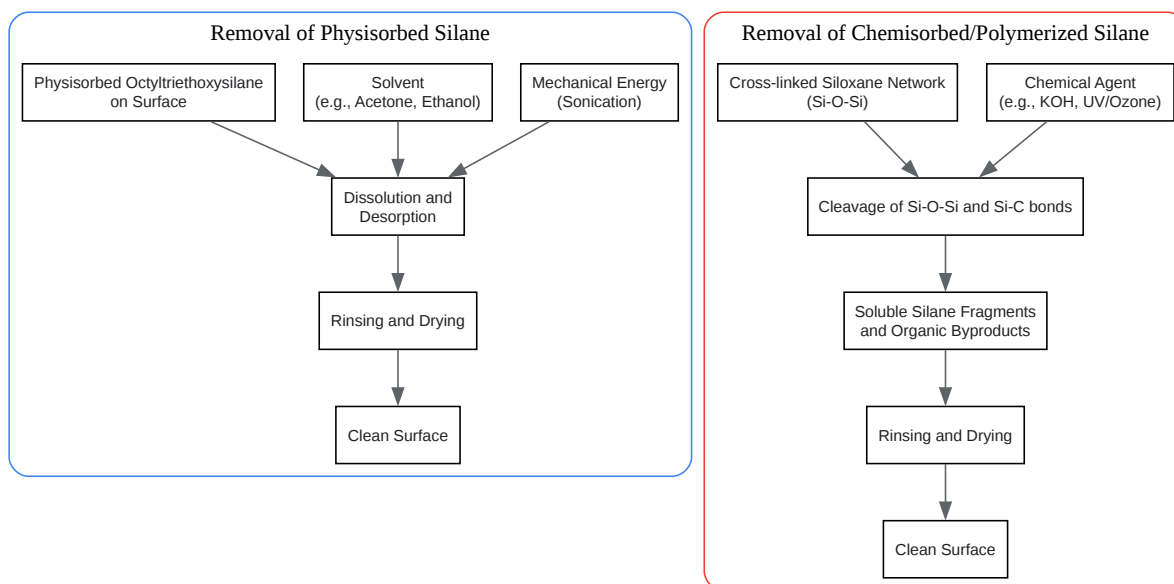 Removal of Physisorbed Silane
Physisorbed Octyltriethoxysilane
on Surface
Solvent
(e.g., Acetone, Ethanol)
Mechanical Energy
(Sonication)
Dissolution and
Desorption
Rinsing and Drying
Clean Surface
Removal of Chemisorbed/Polymerized Silane
Cross-linked Siloxane Network
(Si-O-Si)
Chemical Agent
(e.g., KOH, UV/Ozone)
Cleavage of Si-O-Si and Si-C bonds
Soluble Silane Fragments
and Organic Byproducts
Rinsing and Drying
Clean Surface